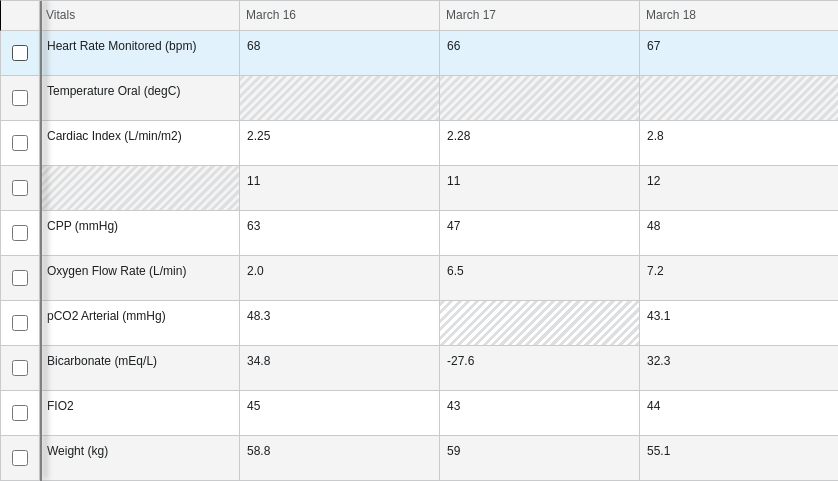 Vitals March 16 March 17 March 18
Heart Rate Monitored (bpm) 68 66 67
Temperature Oral (degC)
Cardiac Index (L/min/m2) 2.25 2.28 2.8
11 11 12
CPP (mmHg) 63 47 48
Oxygen Flow Rate (L/min) 2.0 6.5 7.2
pCO2 Arterial (mmHg) 48.3 43.1
Bicarbonate (mEq/L) 34.8 -27.6 32.3
FIO2 45 43 44
Weight (kg) 58.8 59 55.1